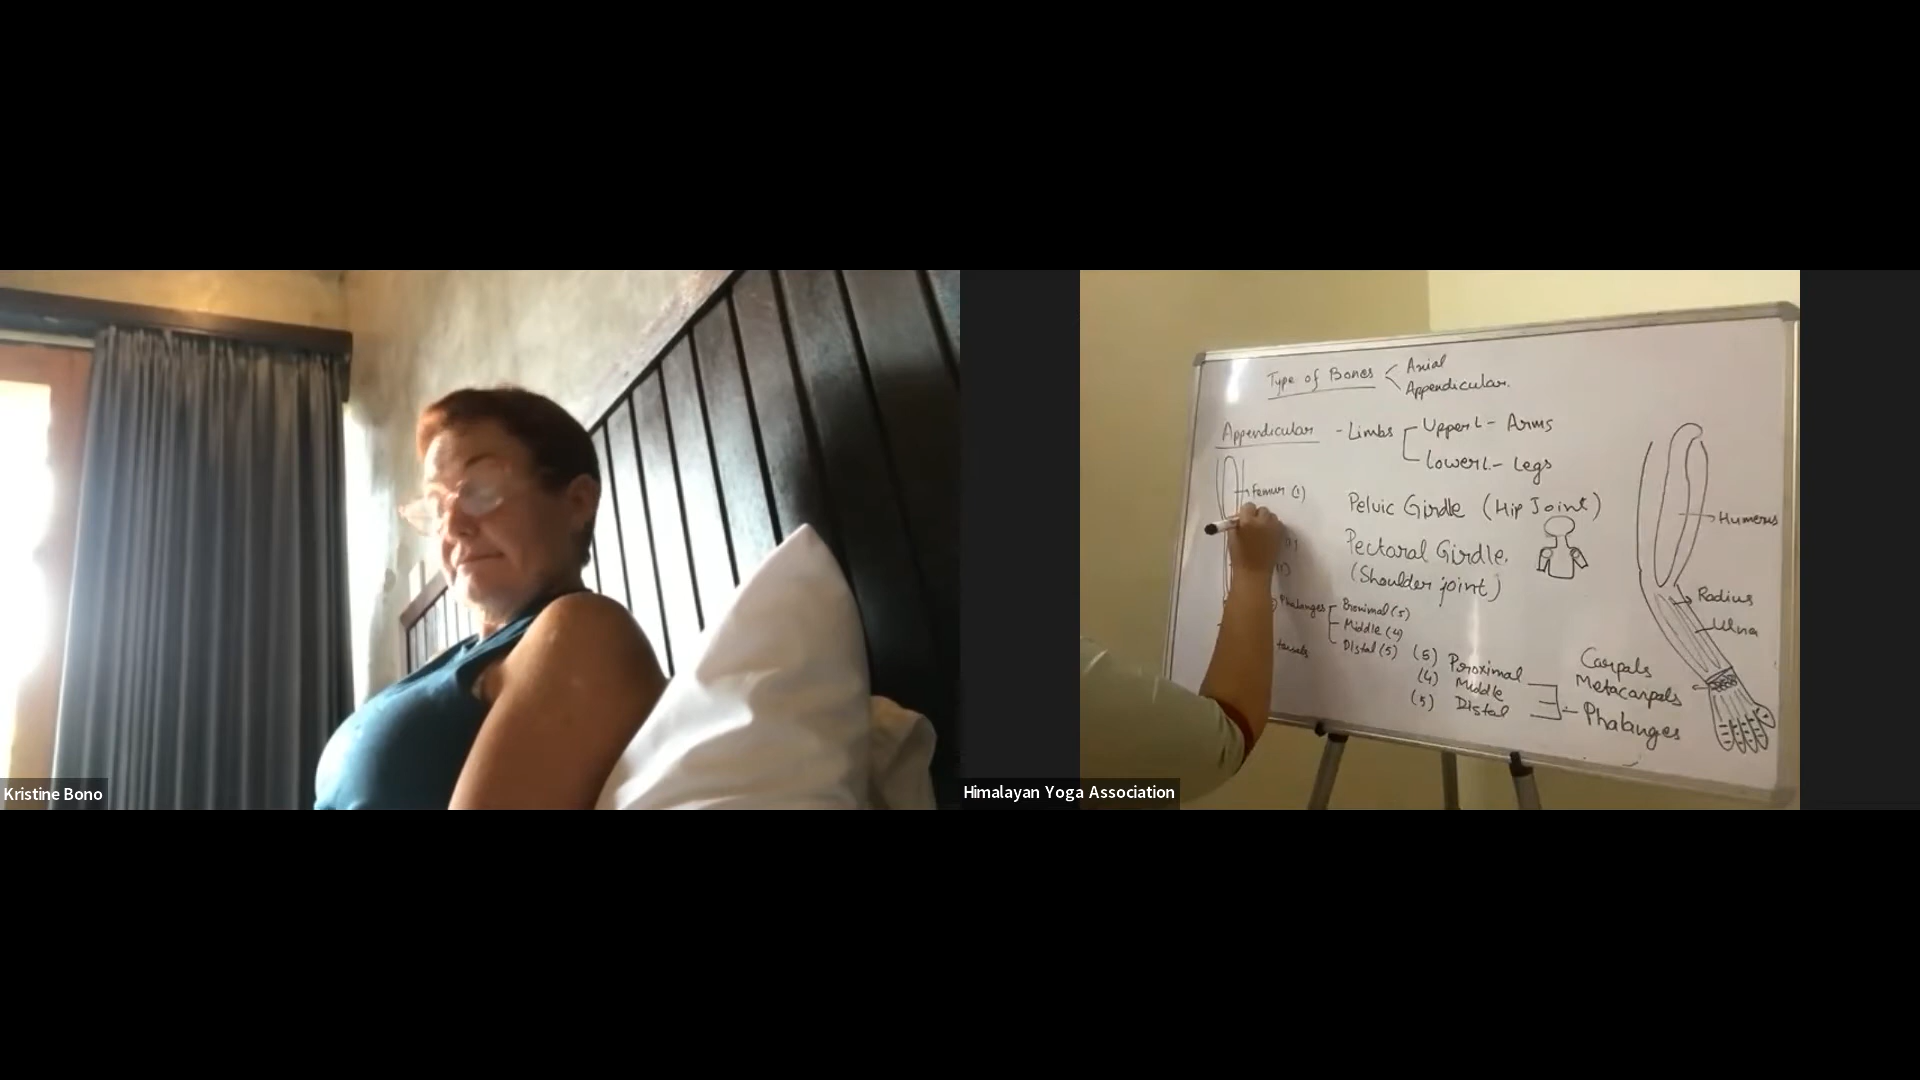 Type of Bones
Axial
Appendicular.
Appendicular - Limbs
Upper L - Arms
Lower L. - Legs
Femur (1)
Pelvic Girdle (Hip Joint)
Pectoral Girdle.
(Shoulder joint)
Phalanges
Proximal (5)
Middle (4)
Distal (5)
tarsals
(5) Proximal
(4) Middle
(5) Distal
Phalanges
Humerus
Radius
Ulna
Carpals
Metacarpals
Kristine Bono
Himalayan Yoga Association